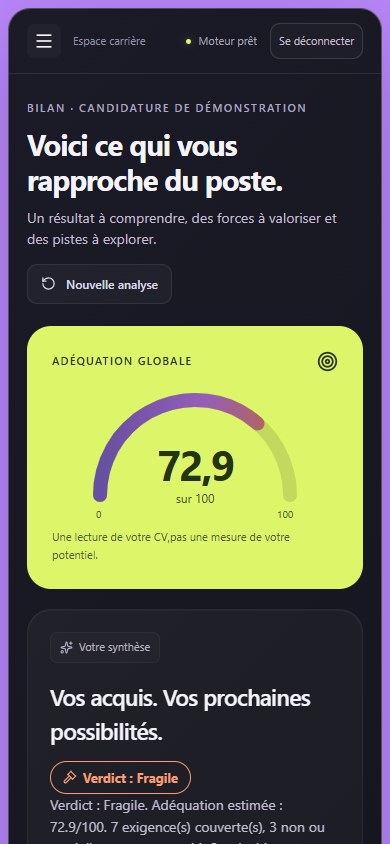 Espace carrière
Moteur prêt
Se déconnecter
BILAN · CANDIDATURE DE DÉMONSTRATION
Voici ce qui vous
rapproche du poste.
Un résultat à comprendre, des forces à valoriser et
des pistes à explorer.
Nouvelle analyse
ADÉQUATION GLOBALE
72,9
sur 100
0
100
Une lecture de votre CV,pas une mesure de votre
potentiel.
Votre synthèse
Vos acquis. Vos prochaines
possibilités.
Verdict : Fragile
Verdict : Fragile. Adéquation estimée :
72.9/100. 7 exigence(s) couverte(s), 3 non ou